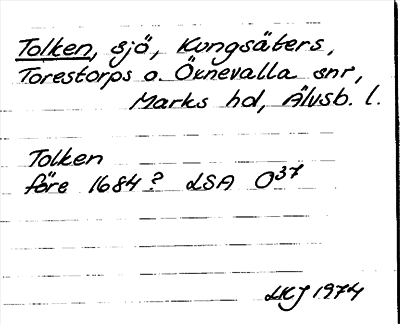 Tolken, sjö, Kungsäters,
Torestorps o. Öxnevalla snr,
Marks hd, Älvsb. l.
Tolken
före 1684? LSA O37
LKJ 1974